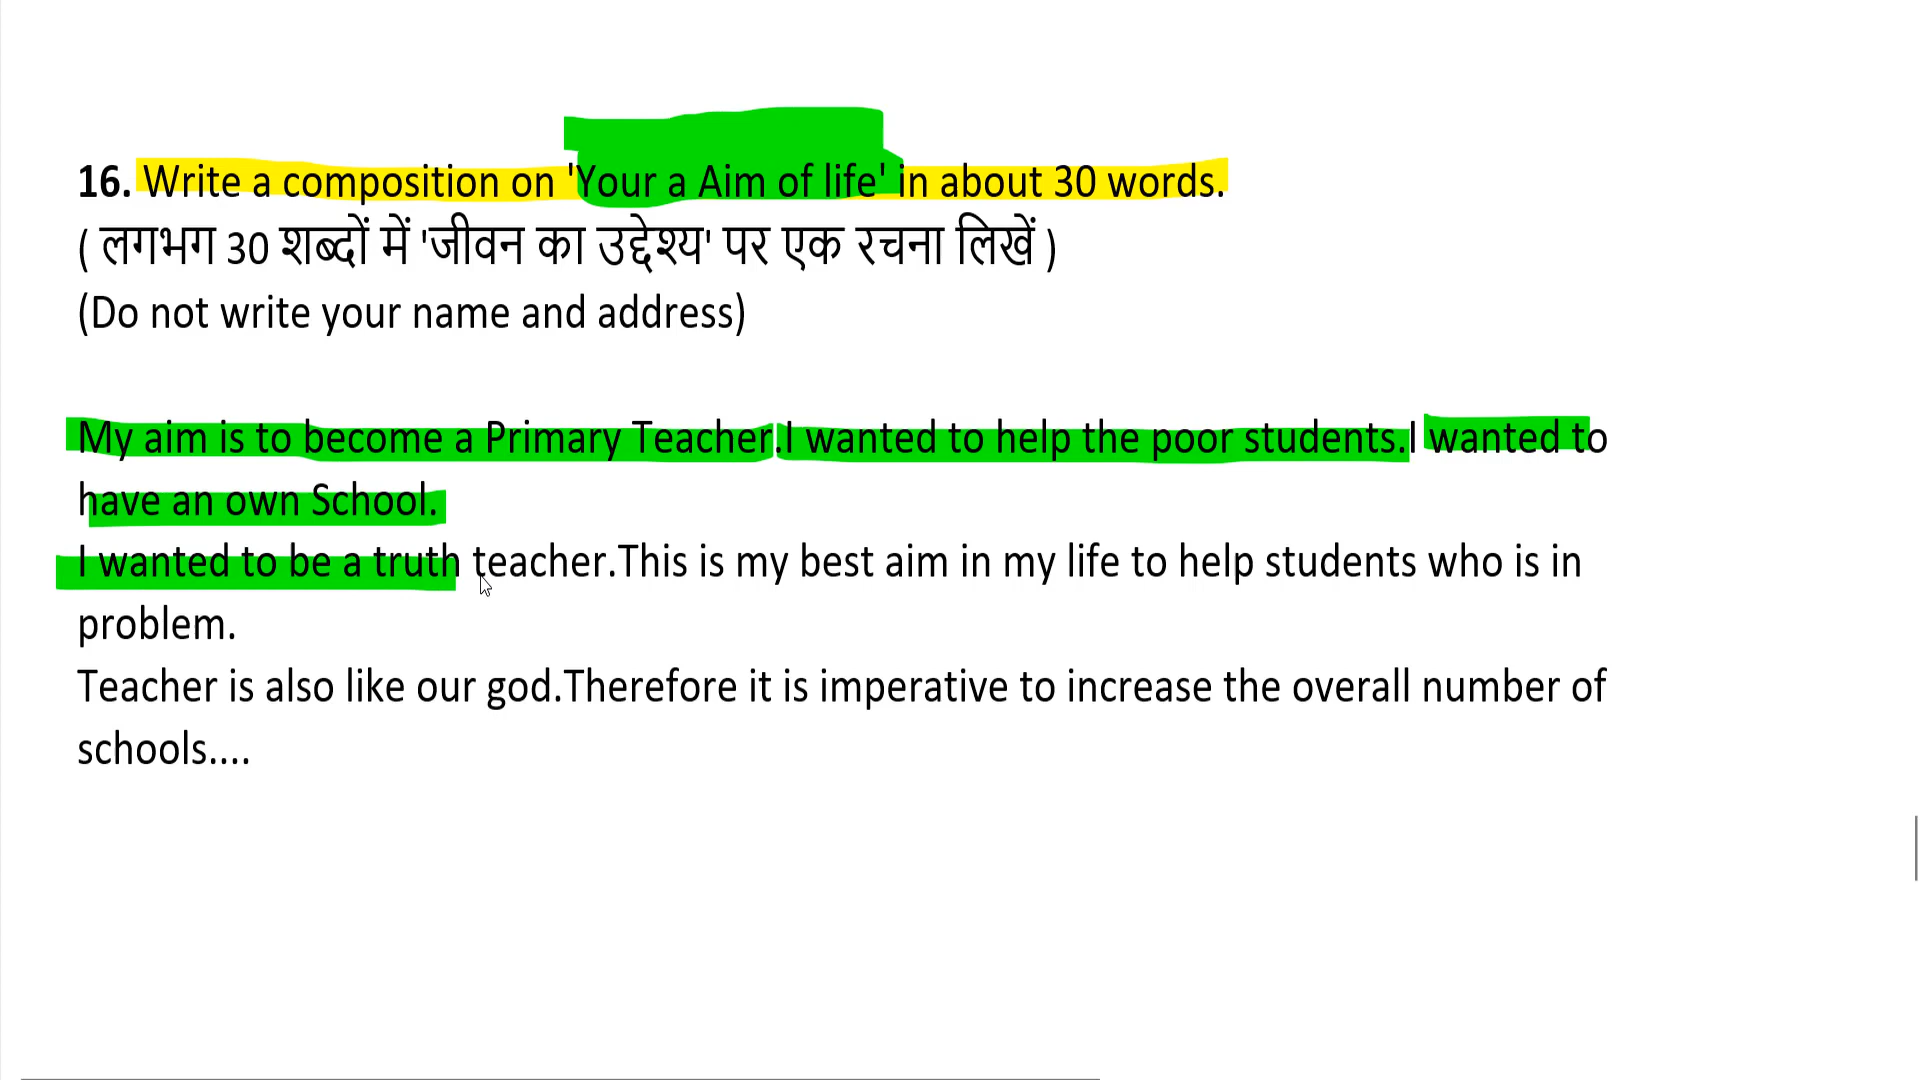 16. Write a composition on 'Your a Aim of life' in about 30 words.
( लगभग 30 शब्दों में 'जीवन का उद्देश्य' पर एक रचना लिखें )
(Do not write your name and address)
My aim is to become a Primary Teacher.I wanted to help the poor students.I wanted to
have an own School.
I wanted to be a truth teacher.This is my best aim in my life to help students who is in
problem.
Teacher is also like our god.Therefore it is imperative to increase the overall number of
schools....